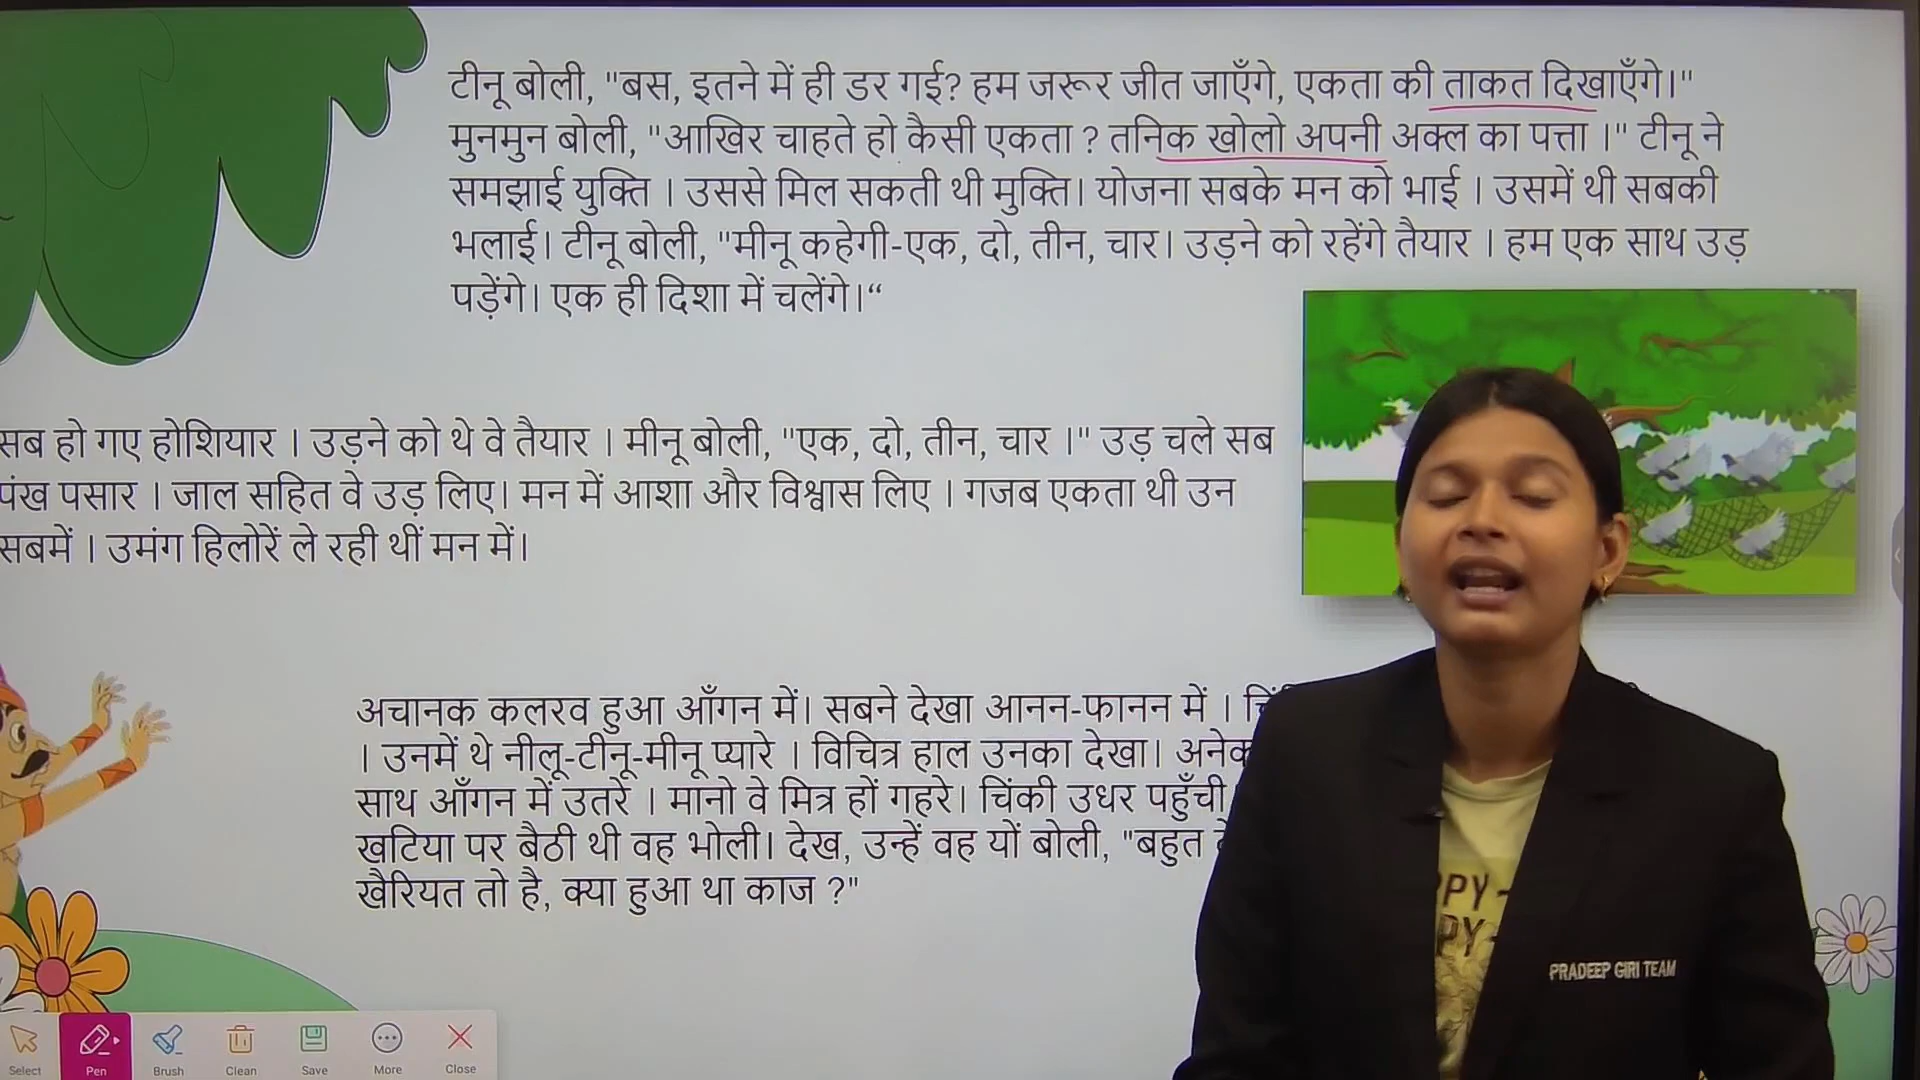 टीनू बोली, "बस, इतने में ही डर गई? हम जरूर जीत जाएँगे, एकता की ताकत दिखाएँगे।"
मुनमुन बोली, "आखिर चाहते हो कैसी एकता ? तनिक खोलो अपनी अक्ल का पत्ता ।" टीनू ने
समझाई युक्ति । उससे मिल सकती थी मुक्ति। योजना सबके मन को भाई । उसमें थी सबकी
भलाई। टीनू बोली, "मीनू कहेगी-एक, दो, तीन, चार। उड़ने को रहेंगे तैयार । हम एक साथ उड़
पड़ेंगे। एक ही दिशा में चलेंगे।“
सब हो गए होशियार । उड़ने को थे वे तैयार । मीनू बोली, "एक, दो, तीन, चार ।" उड़ चले सब
पंख पसार । जाल सहित वे उड़ लिए। मन में आशा और विश्वास लिए । गजब एकता थी उन
सबमें । उमंग हिलोरें ले रही थीं मन में।
अचानक कलरव हुआ आँगन में। सबने देखा आनन-फानन में ।
। उनमें थे नीलू-टीनू-मीनू प्यारे । विचित्र हाल उनका देखा। अनेक
साथ आँगन में उतरे । मानो वे मित्र हों गहरे। चिंकी उधर पहुँची
खटिया पर बैठी थी वह भोली। देख, उन्हें वह यों बोली, "बहुत
खैरियत तो है, क्या हुआ था काज ?"
PPY
PPY
PRADEEP GIRI TEAM
Select Pen Brush Clean Save More Close